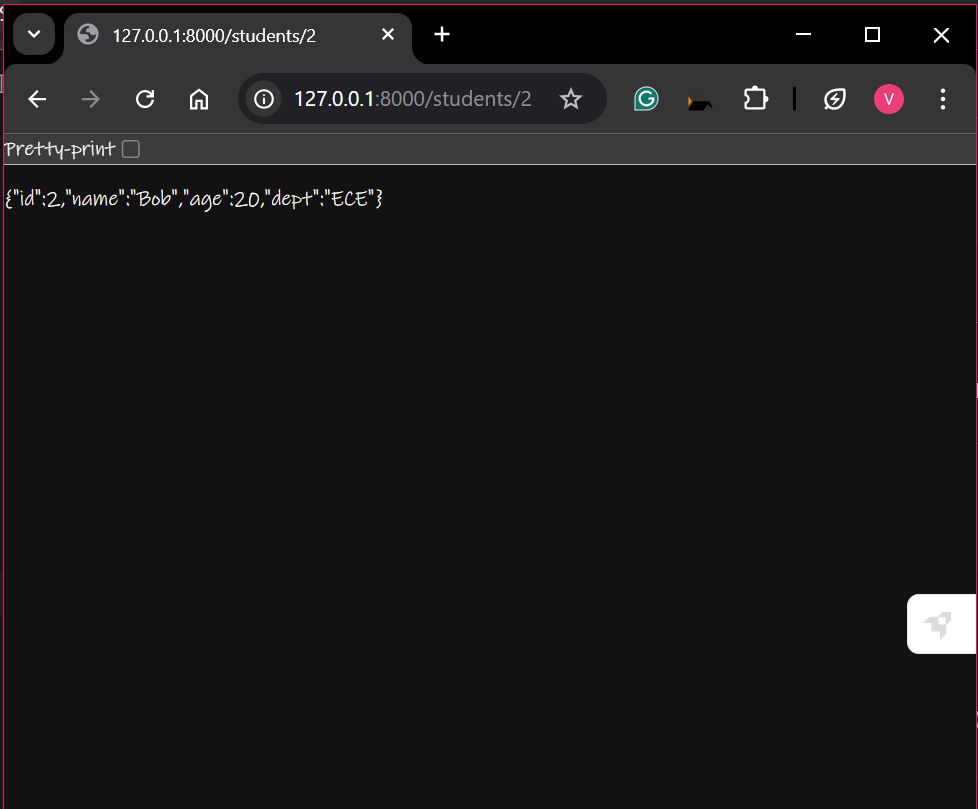 127.0.0.1:8000/students/2
127.0.0.1:8000/students/2
V
Pretty-print
{"id":2,"name":"Bob","age":20,"dept":"ECE"}